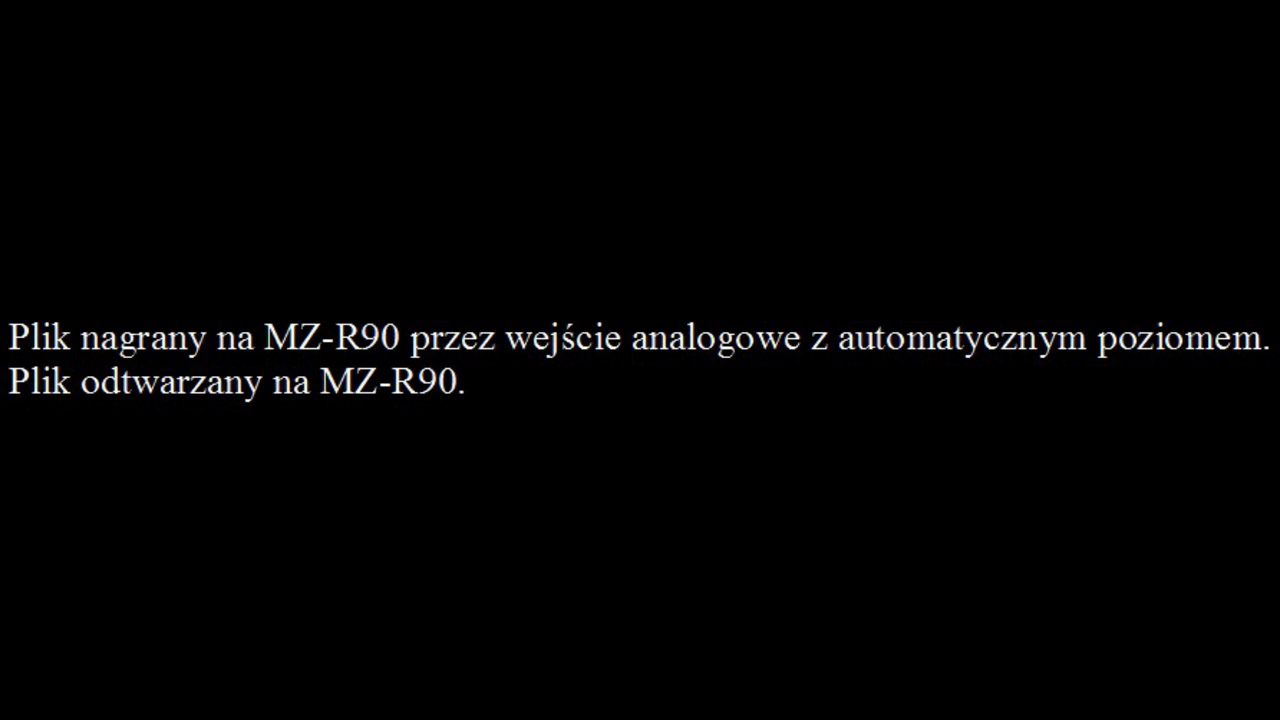 Plik nagrany na MZ-R90 przez wejście analogowe z automatycznym poziomem.
Plik odtwarzany na MZ-R90.